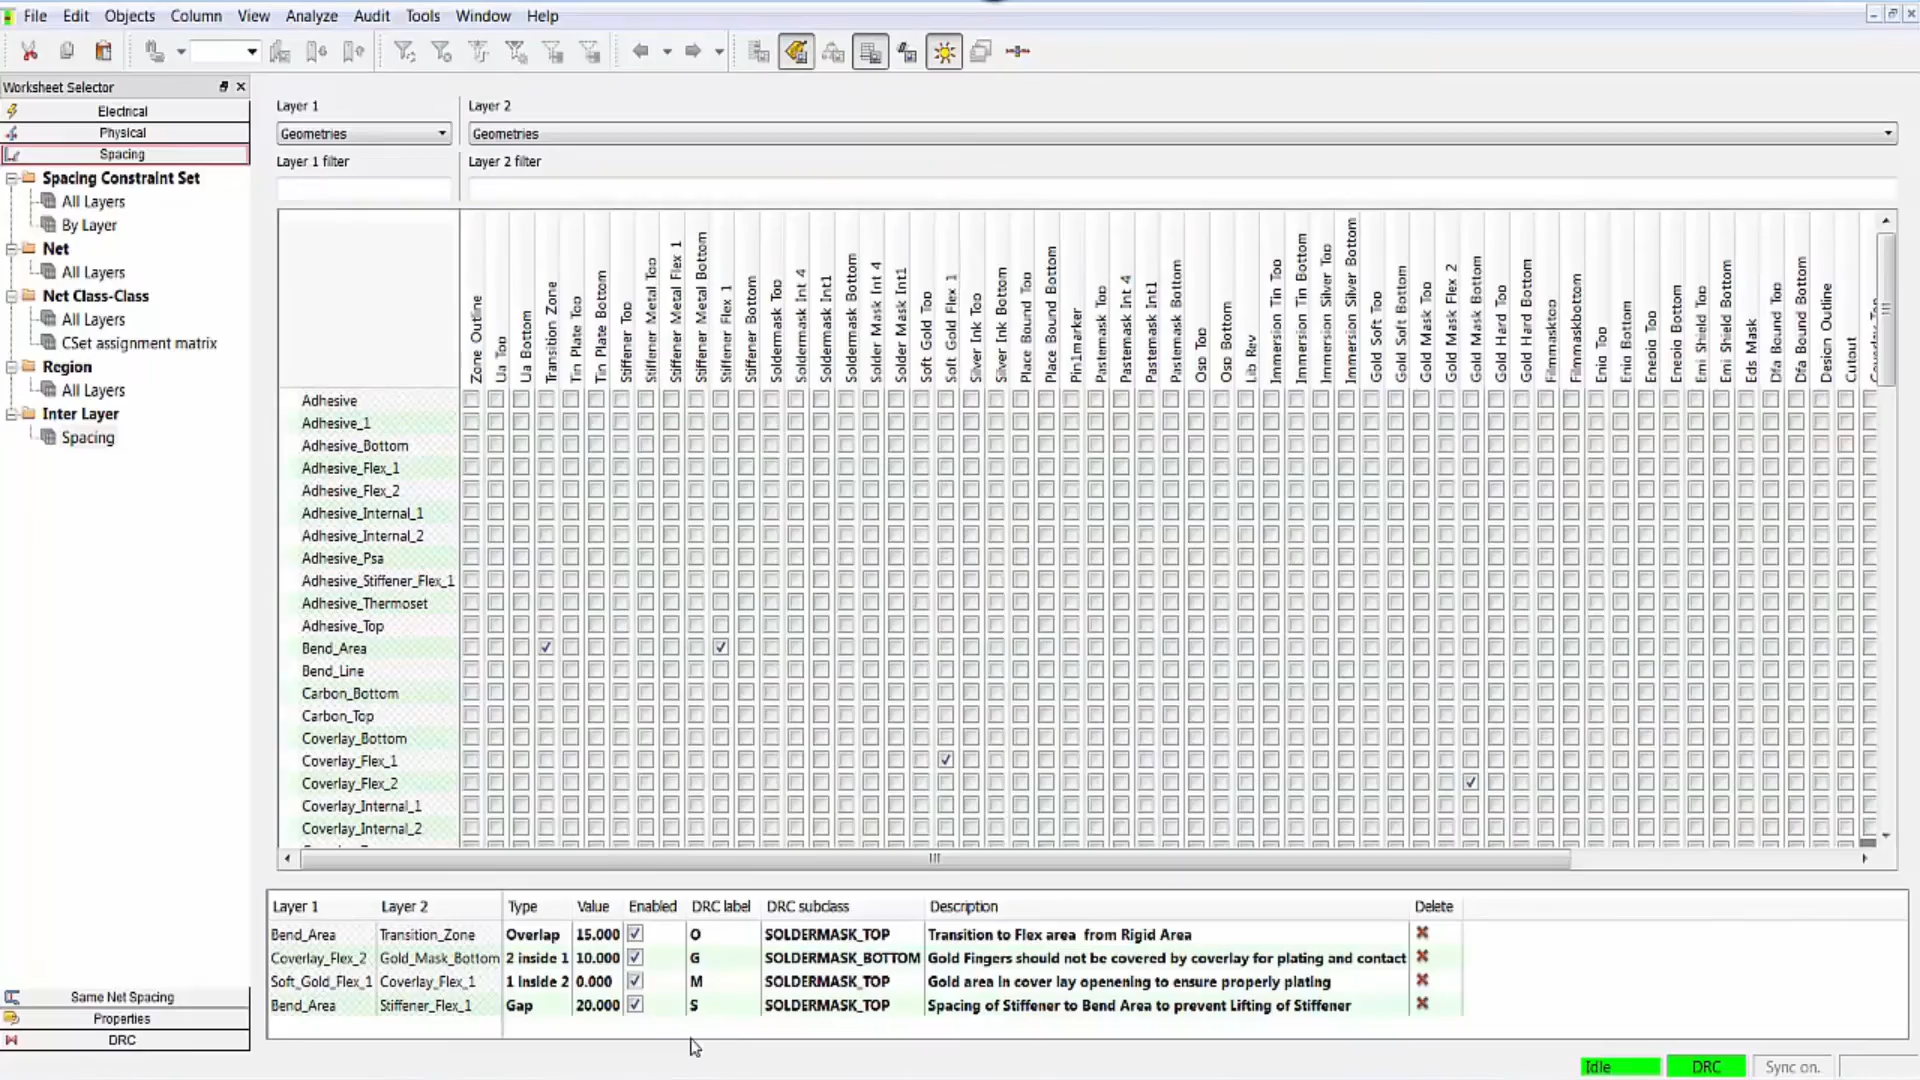 File Edit Objects Column View Analyze Audit Tools Window Help
Worksheet Selector
Electrical
Physical
Spacing
Spacing Constraint Set
All Layers
By Layer
Net
All Layers
Net Class-Class
All Layers
CSet assignment matrix
Region
All Layers
Inter Layer
Spacing
Same Net Spacing
Properties
DRC
Layer 1 Layer 2
Geometries Geometries
Layer 1 filter Layer 2 filter
Zone Outline
Ua Top
Ua Bottom
Transition Zone
Tin Plate Top
Tin Plate Bottom
Stiffener Top
Stiffener Metal Top
Stiffener Metal Flex 1
Stiffener Metal Bottom
Stiffener Flex 1
Stiffener Bottom
Soldermask Top
Soldermask Int 4
Soldermask Int1
Soldermask Bottom
Solder Mask Int 4
Solder Mask Int1
Soft Gold Top
Soft Gold Flex 1
Silver Ink Top
Silver Ink Bottom
Place Bound Top
Place Bound Bottom
Pin1marker
Pastemask Top
Pastemask Int 4
Pastemask Int1
Pastemask Bottom
Osp Top
Osp Bottom
Lib Rev
Immersion Tin Top
Immersion Tin Bottom
Immersion Silver Top
Immersion Silver Bottom
Gold Soft Top
Gold Soft Bottom
Gold Mask Top
Gold Mask Flex 2
Gold Mask Bottom
Gold Hard Top
Gold Hard Bottom
Filmmasktop
Filmmaskbottom
Enig Top
Enig Bottom
Enepig Top
Enepig Bottom
Emi Shield Top
Emi Shield Bottom
Eds Mask
Dfa Bound Top
Dfa Bound Bottom
Design Outline
Cutout
Adhesive
Adhesive_1
Adhesive_Bottom
Adhesive_Flex_1
Adhesive_Flex_2
Adhesive_Internal_1
Adhesive_Internal_2
Adhesive_Psa
Adhesive_Stiffener_Flex_1
Adhesive_Thermoset
Adhesive_Top
Bend_Area
Bend_Line
Carbon_Bottom
Carbon_Top
Coverlay_Bottom
Coverlay_Flex_1
Coverlay_Flex_2
Coverlay_Internal_1
Coverlay_Internal_2
Layer 1 Layer 2 Type Value Enabled DRC label DRC subclass Description Delete
Bend_Area Transition_Zone Overlap 15.000 O SOLDERMASK_TOP Transition to Flex area from Rigid Area
Coverlay_Flex_2 Gold_Mask_Bottom 2 inside 1 10.000 G SOLDERMASK_BOTTOM Gold Fingers should not be covered by coverlay for plating and contact
Soft_Gold_Flex_1 Coverlay_Flex_1 1 inside 2 0.000 M SOLDERMASK_TOP Gold area in cover lay openening to ensure properly plating
Bend_Area Stiffener_Flex_1 Gap 20.000 S SOLDERMASK_TOP Spacing of Stiffener to Bend Area to prevent Lifting of Stiffener
Idle DRC Sync on.